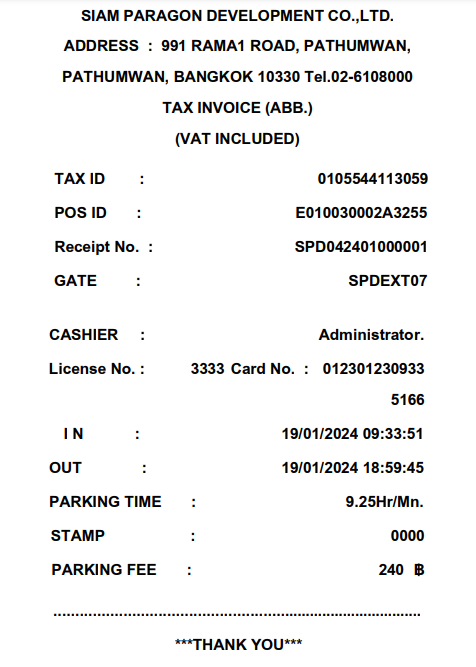 SIAM PARAGON DEVELOPMENT CO.,LTD.
ADDRESS : 991 RAMA1 ROAD, PATHUMWAN,
PATHUMWAN, BANGKOK 10330 Tel.02-6108000
TAX INVOICE (ABB.)
(VAT INCLUDED)
TAX ID : 0105544113059
POS ID : E010030002A3255
Receipt No. : SPD042401000001
GATE : SPDEXT07
CASHIER : Administrator.
License No. : 3333 Card No. : 012301230933
5166
I N : 19/01/2024 09:33:51
OUT : 19/01/2024 18:59:45
PARKING TIME : 9.25Hr/Mn.
STAMP : 0000
PARKING FEE : 240 ฿
.....................................................................................
***THANK YOU***